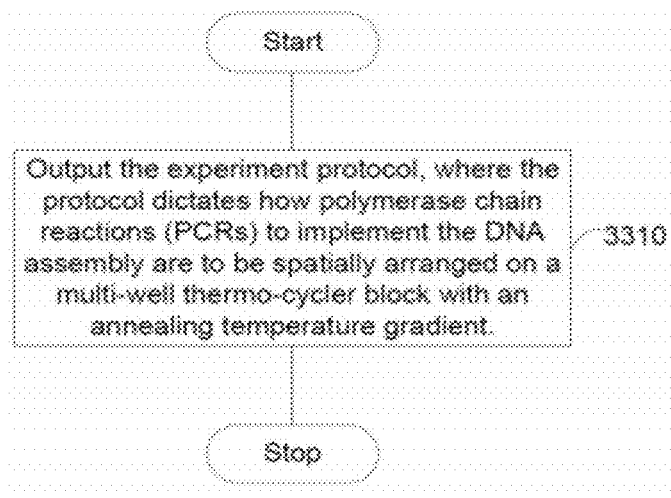 Start
Output the experiment protocol, where the
protocol dictates how polymerase chain
reactions (PCRs) to implement the DNA
assembly are to be spatially arranged on a
multi-well thermo-cycler block with an
annealing temperature gradient.
3310
Stop